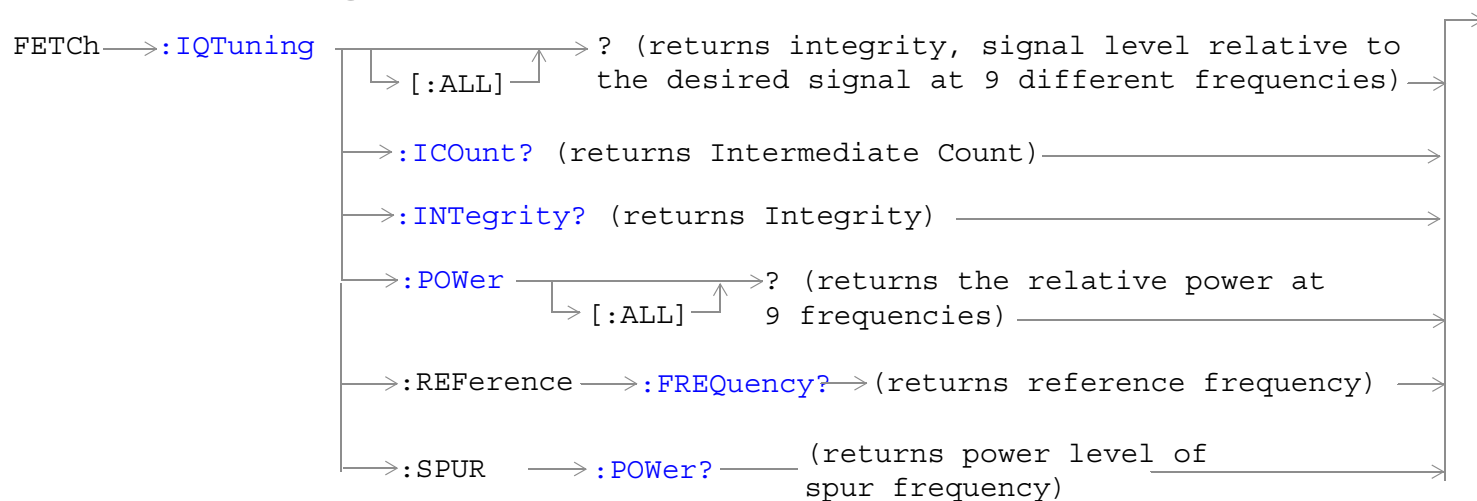 FETCh :IQTuning ? (returns integrity, signal level relative to
[:ALL] the desired signal at 9 different frequencies)
:ICOunt? (returns Intermediate Count)
:INTegrity? (returns Integrity)
:POWer ? (returns the relative power at
[:ALL] 9 frequencies)
:REFerence :FREQuency? (returns reference frequency)
:SPUR :POWer? (returns power level of
spur frequency)